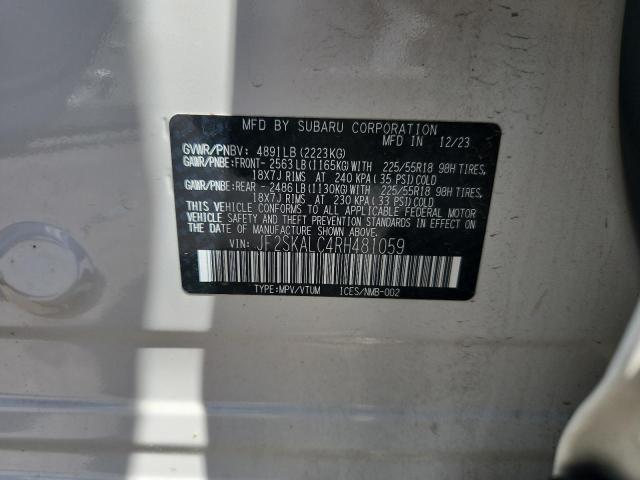 MFD BY SUBARU CORPORATION
MFD IN 12/23
GVWR/PNBV: 4891LB(2223KG)
GAWR/PNBE:FRONT- 2563LB(1165KG)WITH 225/55R18 98H TIRES,
18X7J RIMS AT 240 KPA(35 PSI)COLD
GAWR/PNBE:REAR - 2486LB(1130KG)WITH 225/55R18 98H TIRES,
18X7J RIMS AT 230 KPA(33 PSI)COLD
THIS VEHICLE CONFORMS TO ALL APPLICABLE FEDERAL MOTOR
VEHICLE SAFETY AND THEFT PREVENTION STANDARDS IN EFFECT ON
THE DATE OF MANUFACTURE SHOWN ABOVE.
VIN: JF2SKALC4RH481059
TYPE:MPV/VTUM ICES/NMB-002